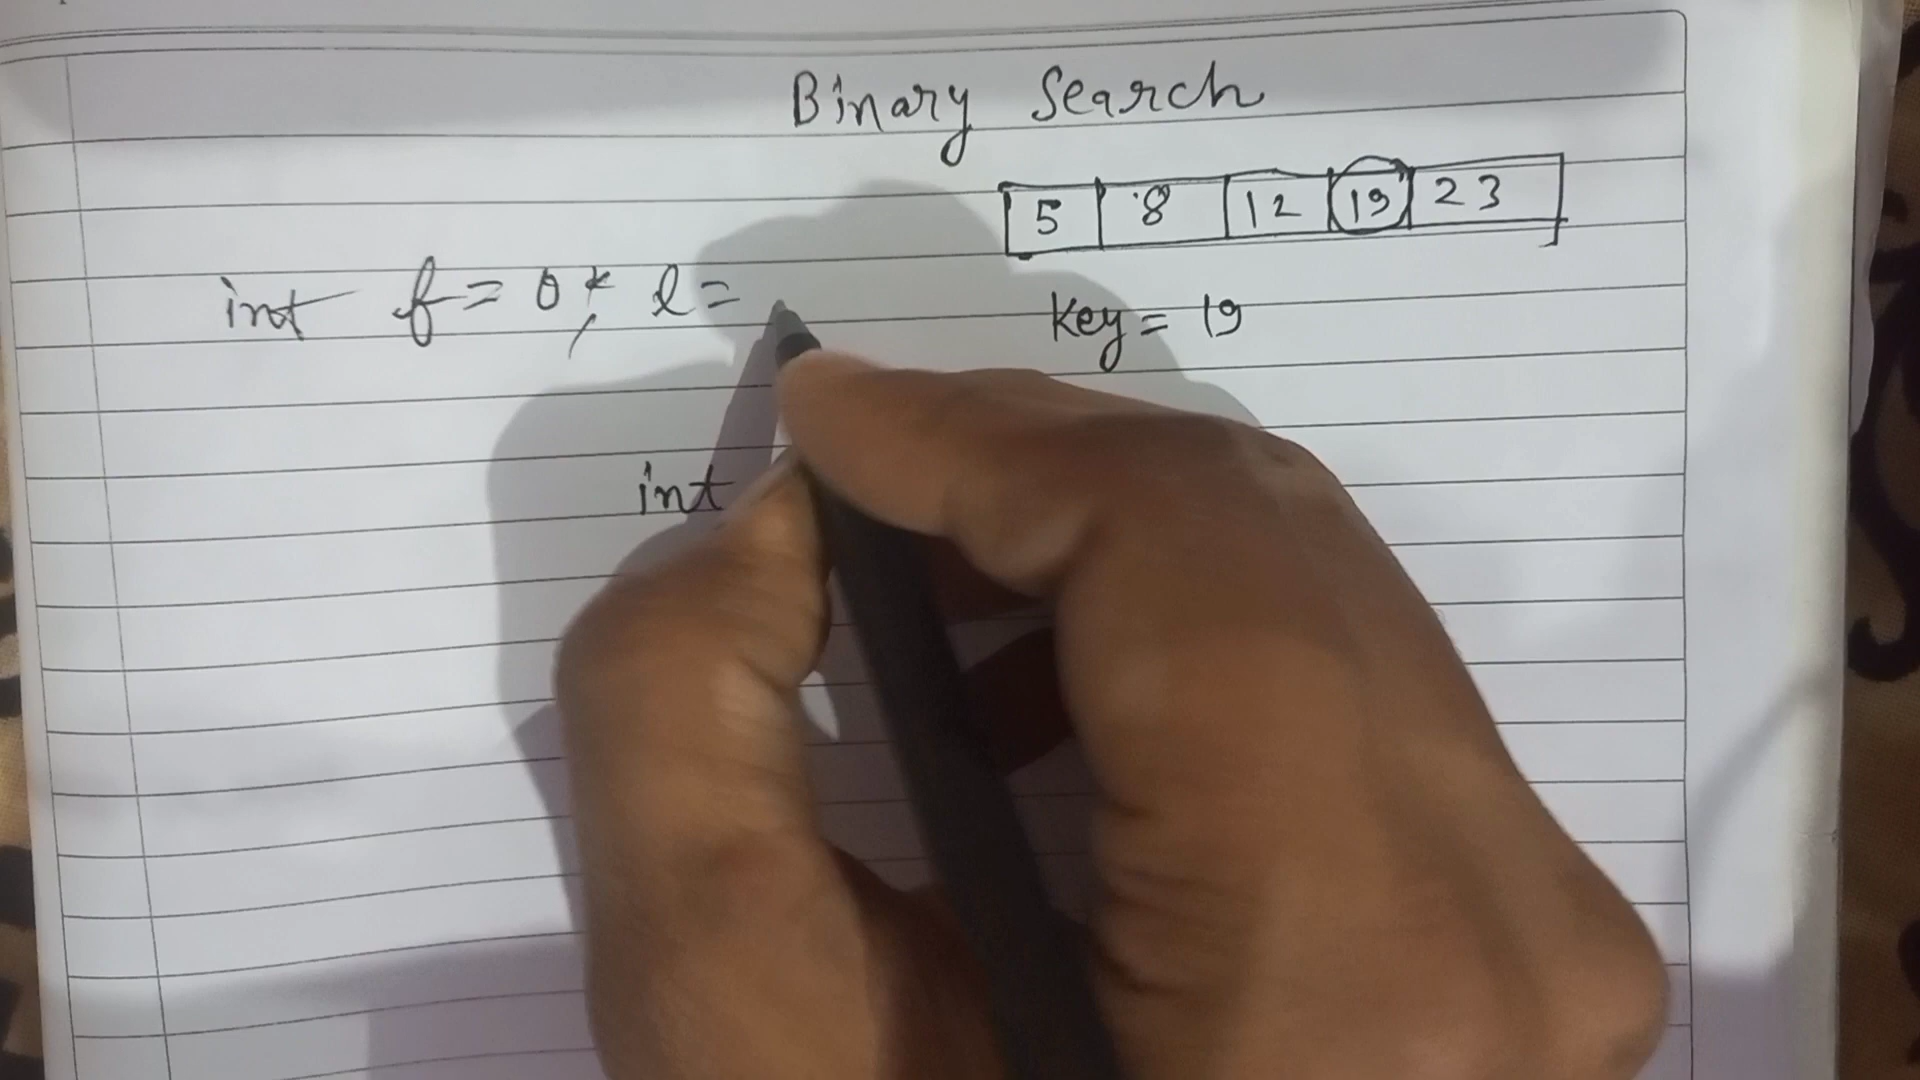 Binary Search
5 8 12 19 23
int f = 0, l =
Key = 19
int